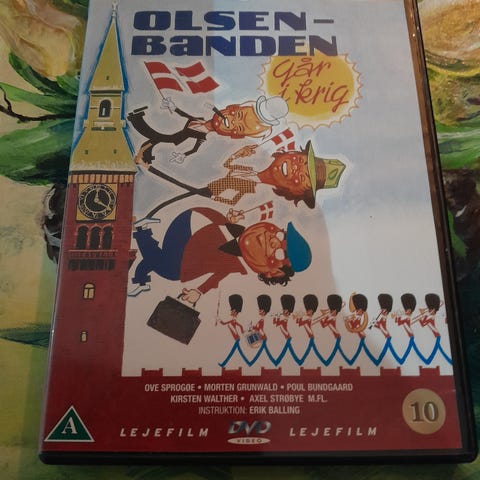 OLSEN-
BANDEN
går
i krig
OVE SPROGØE • MORTEN GRUNWALD • POUL BUNDGAARD
KIRSTEN WALTHER • AXEL STRØBYE M.FL.
INSTRUKTION: ERIK BALLING
10
A
LEJEFILM
DVD
VIDEO
LEJEFILM